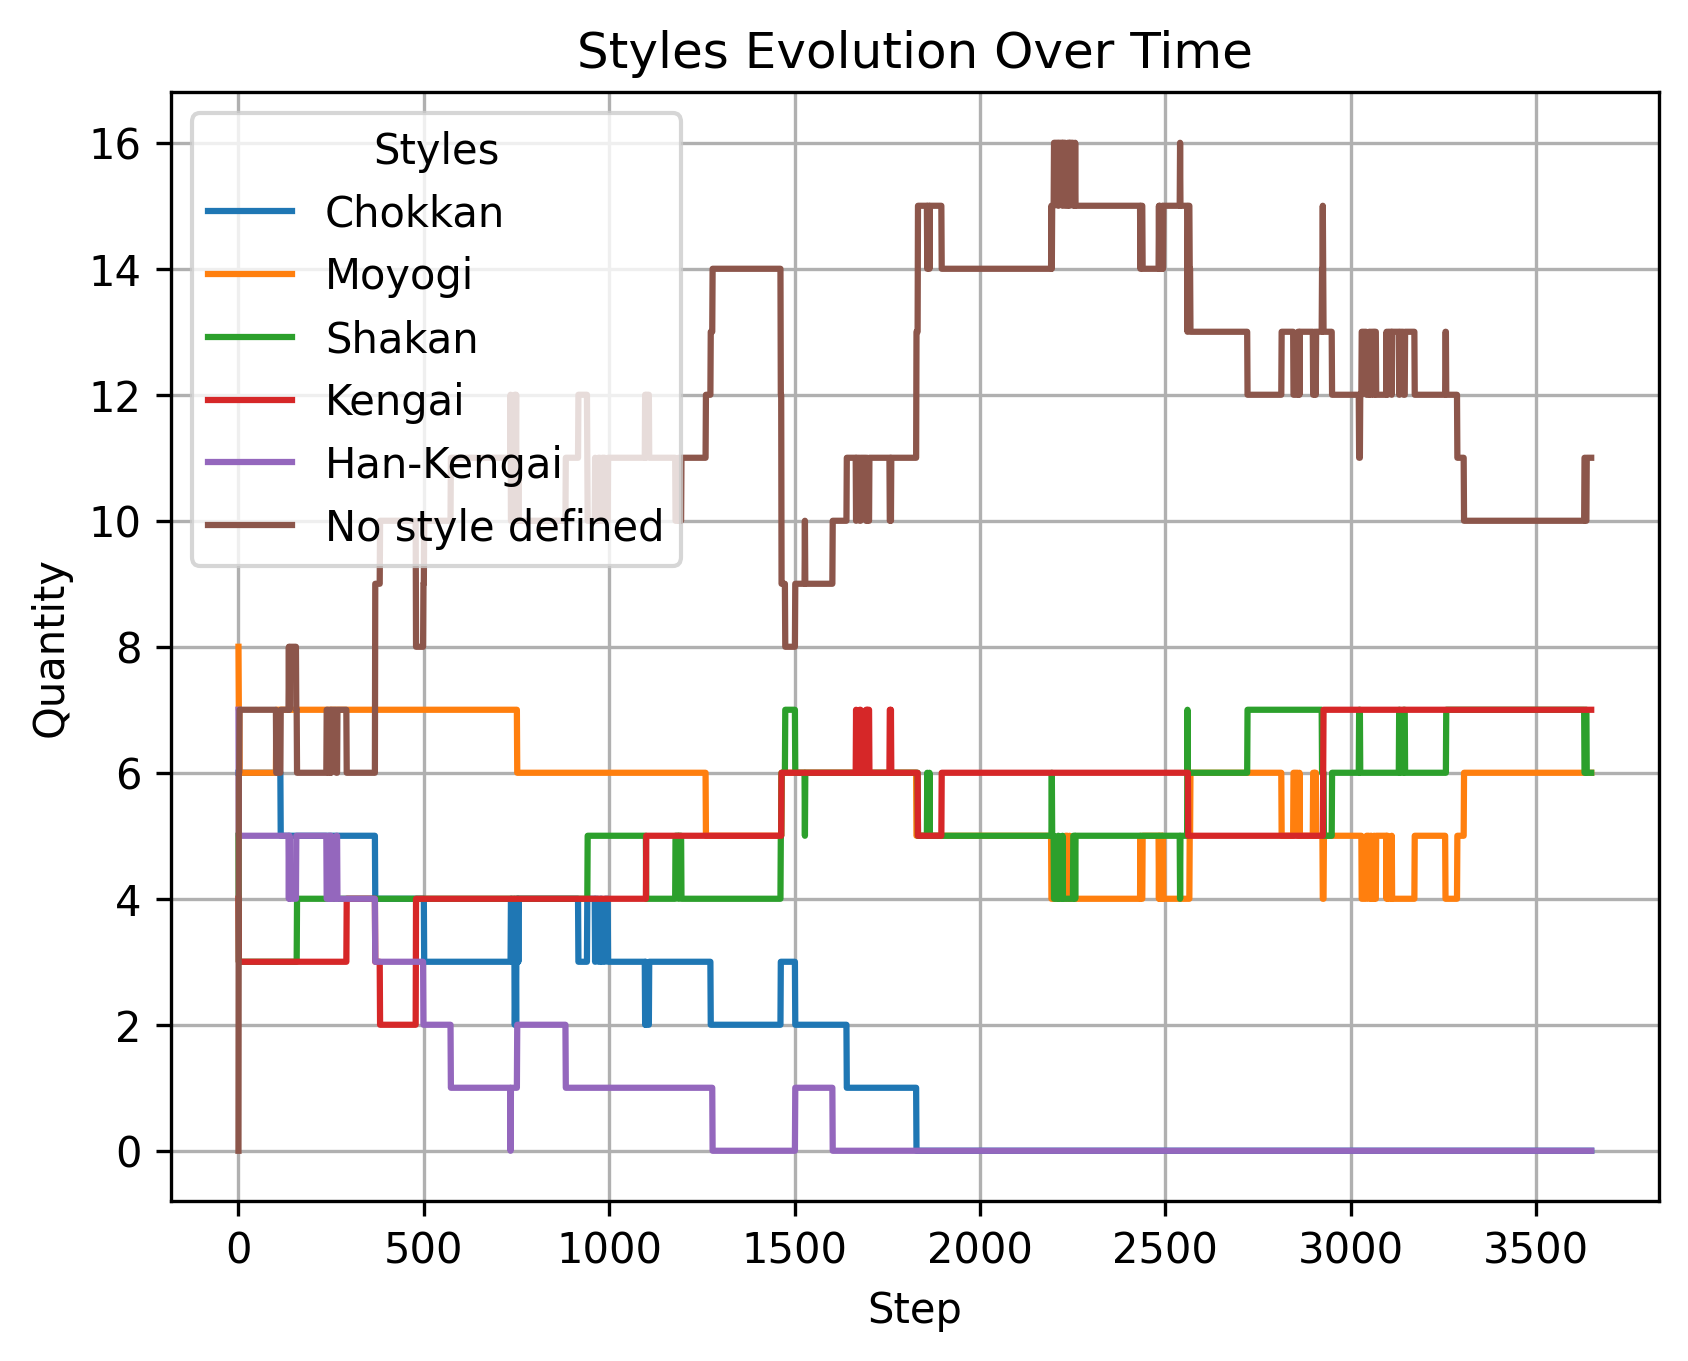 Styles Evolution Over Time
Styles
Chokkan
Moyogi
Shakan
Kengai
Han-Kengai
No style defined
Quantity
16
14
12
10
8
6
4
2
0
0 500 1000 1500 2000 2500 3000 3500
Step